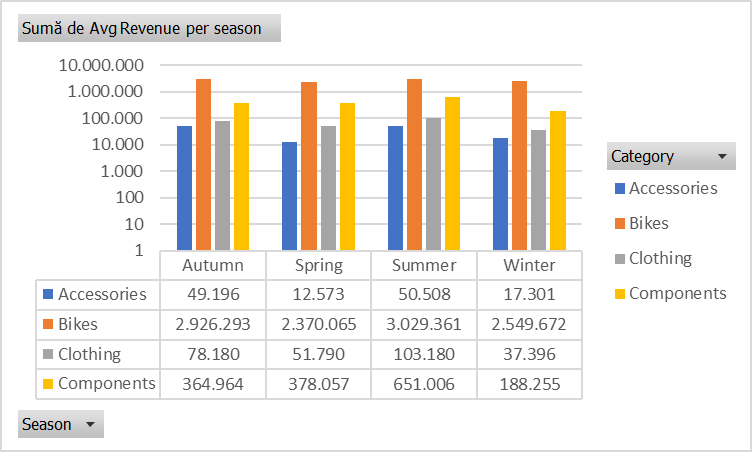 Sumă de Avg Revenue per season
10.000.000
1.000.000
100.000
10.000
1.000
100
10
1
Category
Accessories
Bikes
Clothing
Components
Autumn Spring Summer Winter
Accessories 49.196 12.573 50.508 17.301
Bikes 2.926.293 2.370.065 3.029.361 2.549.672
Clothing 78.180 51.790 103.180 37.396
Components 364.964 378.057 651.006 188.255
Season